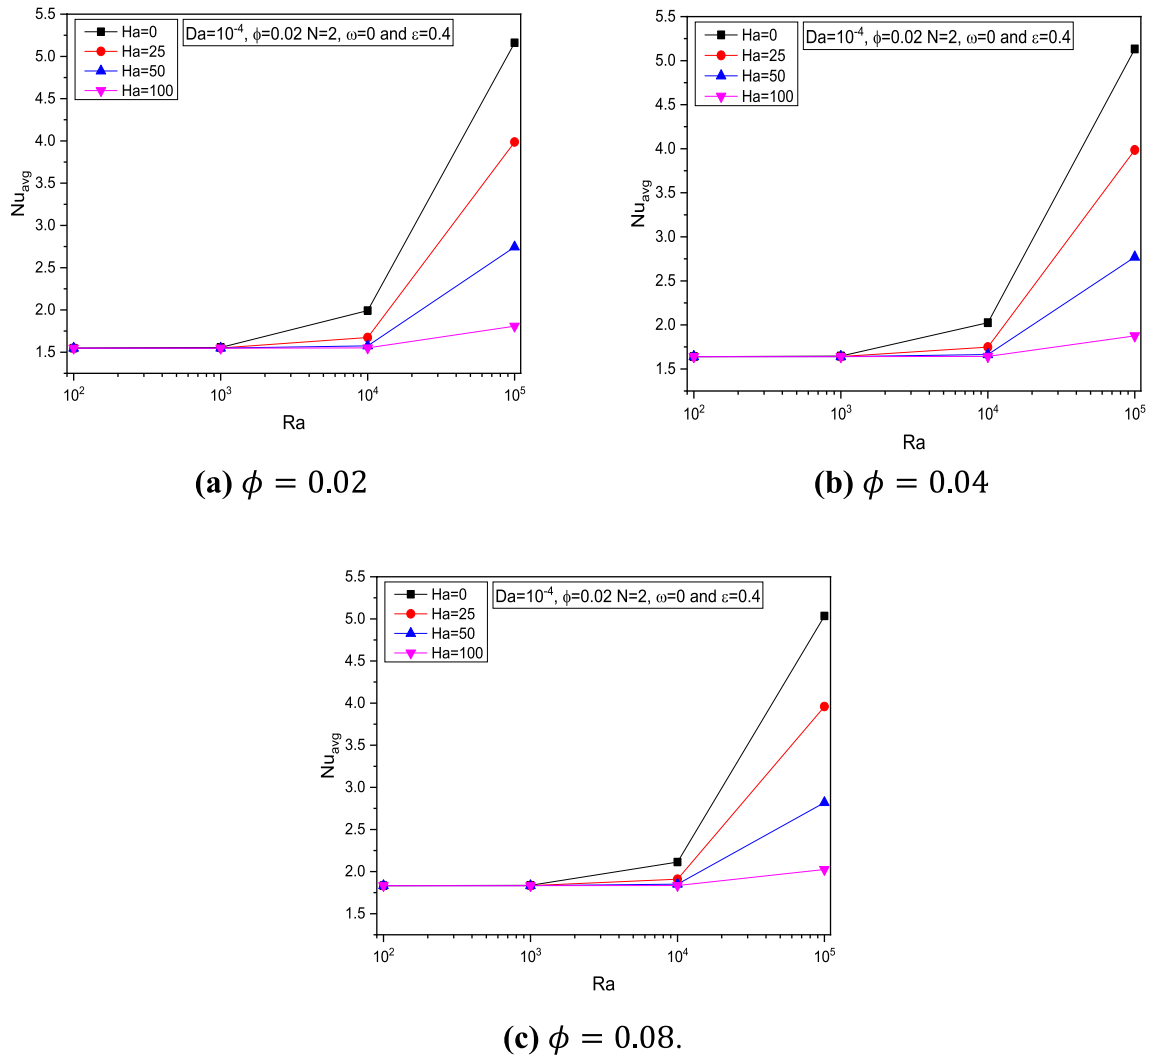 Ha=0
Ha=25
Ha=50
Ha=100
Da=10⁻⁴, ϕ=0.02 N=2, ω=0 and ε=0.4
5.5
5.0
4.5
4.0
3.5
3.0
2.5
2.0
1.5
Nuavg
10² 10³ 10⁴ 10⁵
Ra
(a) ϕ = 0.02
Ha=0
Ha=25
Ha=50
Ha=100
Da=10⁻⁴, ϕ=0.02 N=2, ω=0 and ε=0.4
5.5
5.0
4.5
4.0
3.5
3.0
2.5
2.0
1.5
Nuavg
10² 10³ 10⁴ 10⁵
Ra
(b) ϕ = 0.04
Ha=0
Ha=25
Ha=50
Ha=100
Da=10⁻⁴, ϕ=0.02 N=2, ω=0 and ε=0.4
5.5
5.0
4.5
4.0
3.5
3.0
2.5
2.0
1.5
Nuavg
10² 10³ 10⁴ 10⁵
Ra
(c) ϕ = 0.08.